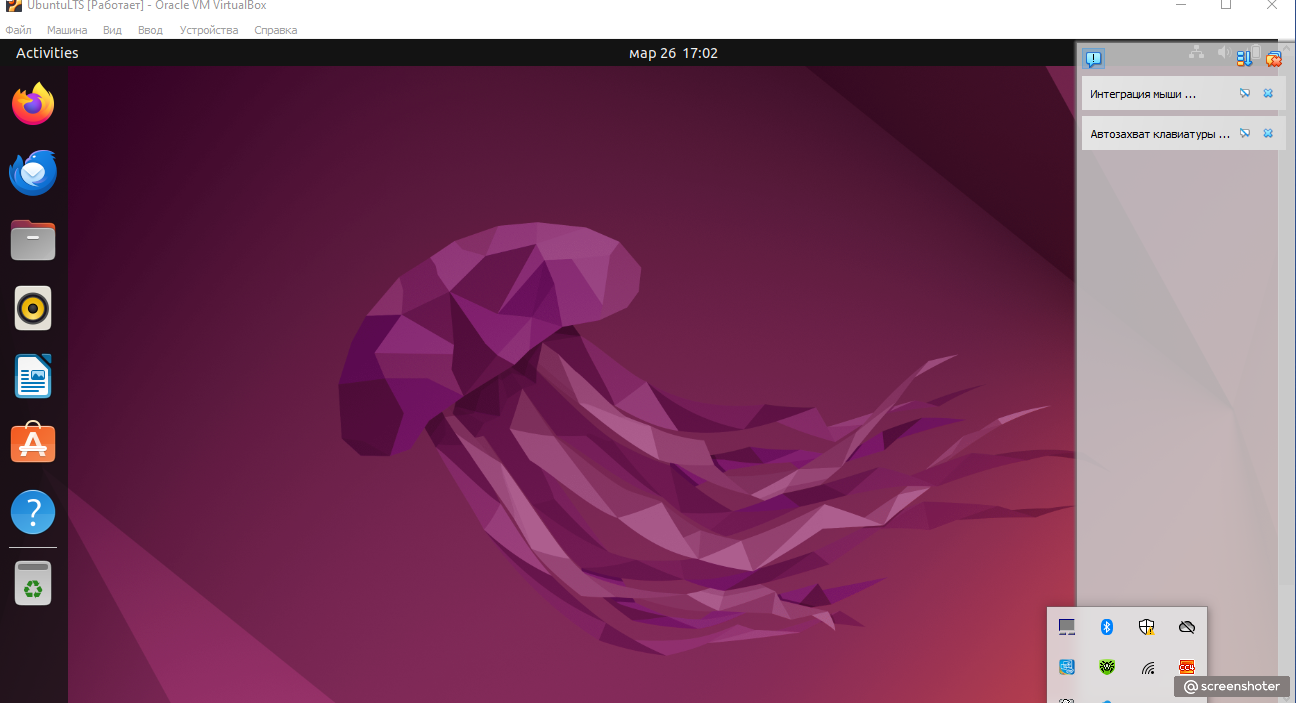 UbuntuLTS [Работает] - Oracle VM VirtualBox
Файл Машина Вид Ввод Устройства Справка
Activities
мар 26 17:02
Интеграция мыши ...
Автозахват клавиатуры ...
@screenshoter